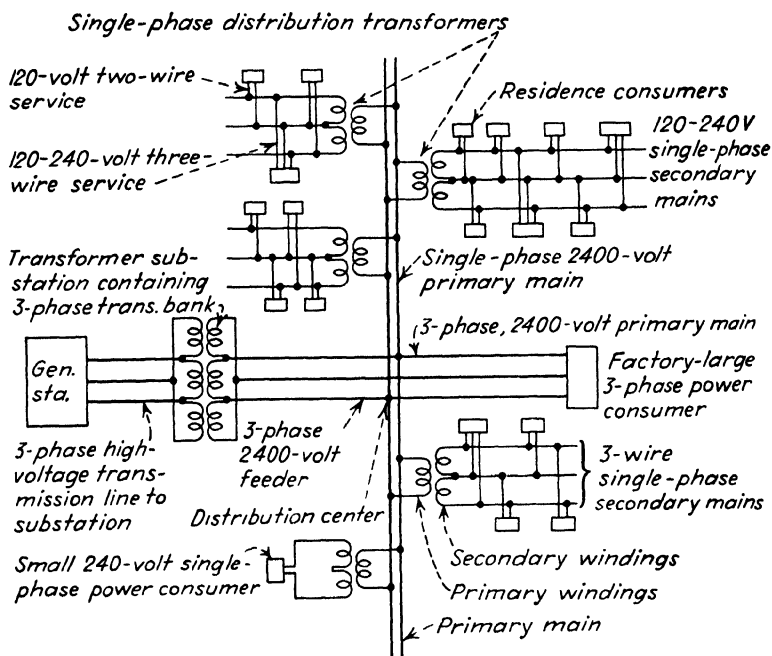 Single-phase distribution transformers
120-volt two-wire
service
120-240-volt three-
wire service
Residence consumers
120-240V
single-phase
secondary
mains
Transformer sub-
station containing
3-phase trans. bank
Single-phase 2400-volt
primary main
3-phase, 2400-volt primary main
Gen.
sta.
Factory-large
3-phase power
consumer
3-phase high-
voltage trans-
mission line to
substation
3-phase
2400-volt
feeder
Distribution center
3-wire
single-phase
secondary mains
Small 240-volt single-
phase power consumer
Secondary windings
Primary windings
Primary main